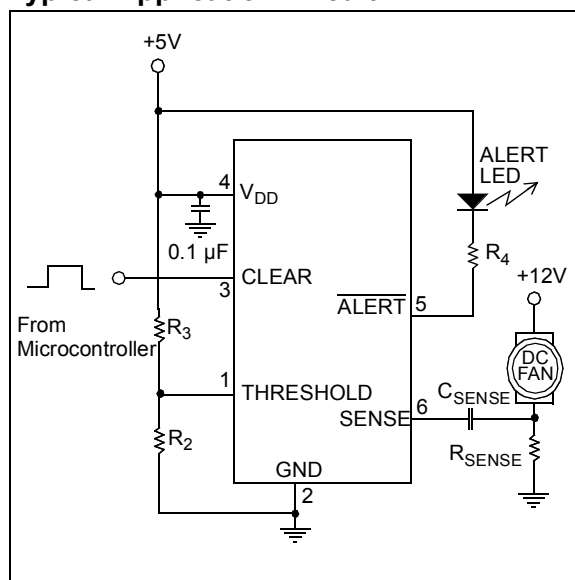 +5V
ALERT
LED
4
V_DD
0.1 µF
R_4
CLEAR
3
+12V
ALERT
5
From
Microcontroller
R_3
DC
FAN
1
THRESHOLD
C_SENSE
SENSE
6
R_2
R_SENSE
GND
2